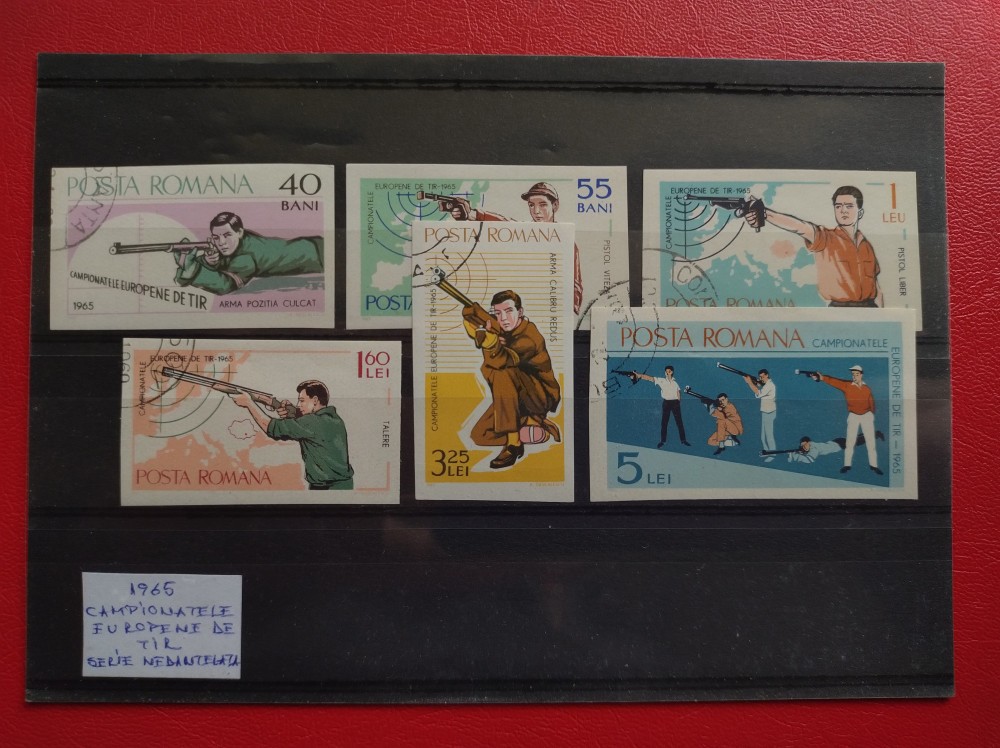 POSTA ROMANA
40
BANI
CAMPIONATELE EUROPENE DE TIR
1965
ARMA POZITIA CULCAT
EUROPENE DE TIR-1965
CAMPIONATELE
55
BANI
PISTOL VITEZA
POSTA
EUROPENE DE TIR-1965
CAMPIONATELE
1
LEU
PISTOL LIBER
POSTA ROMANA
EUROPENE DE TIR-1965
CAMPIONATELE
1.60
LEI
TALERE
POSTA ROMANA
POSTA ROMANA
ARMA CALIBRU REDUS
CAMPIONATELE EUROPENE DE TIR-1965
3.25
LEI
POSTA ROMANA
CAMPIONATELE
EUROPENE DE TIR-1965
5 LEI
1965
CAMPIONATELE
EUROPENE DE
TIR
SERIE NEDANTELATA